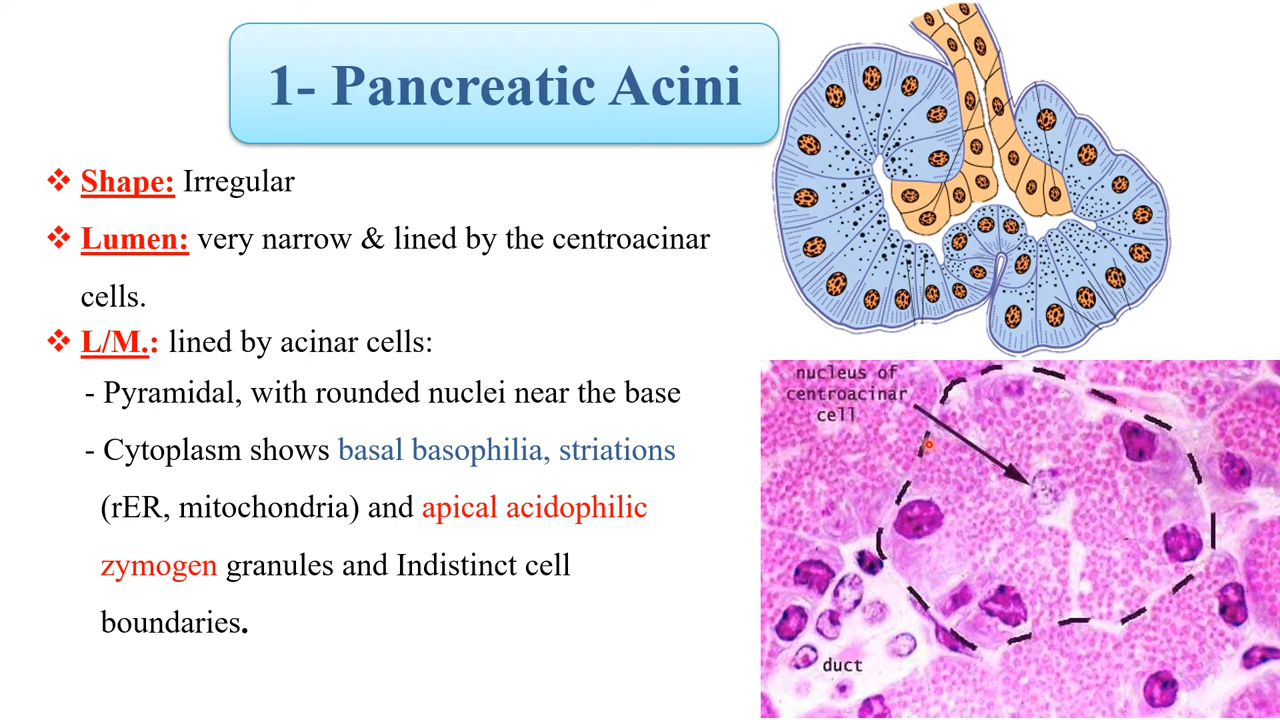 1- Pancreatic Acini
❖ Shape: Irregular
❖ Lumen: very narrow & lined by the centroacinar
cells.
❖ L/M.: lined by acinar cells:
- Pyramidal, with rounded nuclei near the base
- Cytoplasm shows basal basophilia, striations
(rER, mitochondria) and apical acidophilic
zymogen granules and Indistinct cell
boundaries.
nucleus of
centroacinar
cell
duct